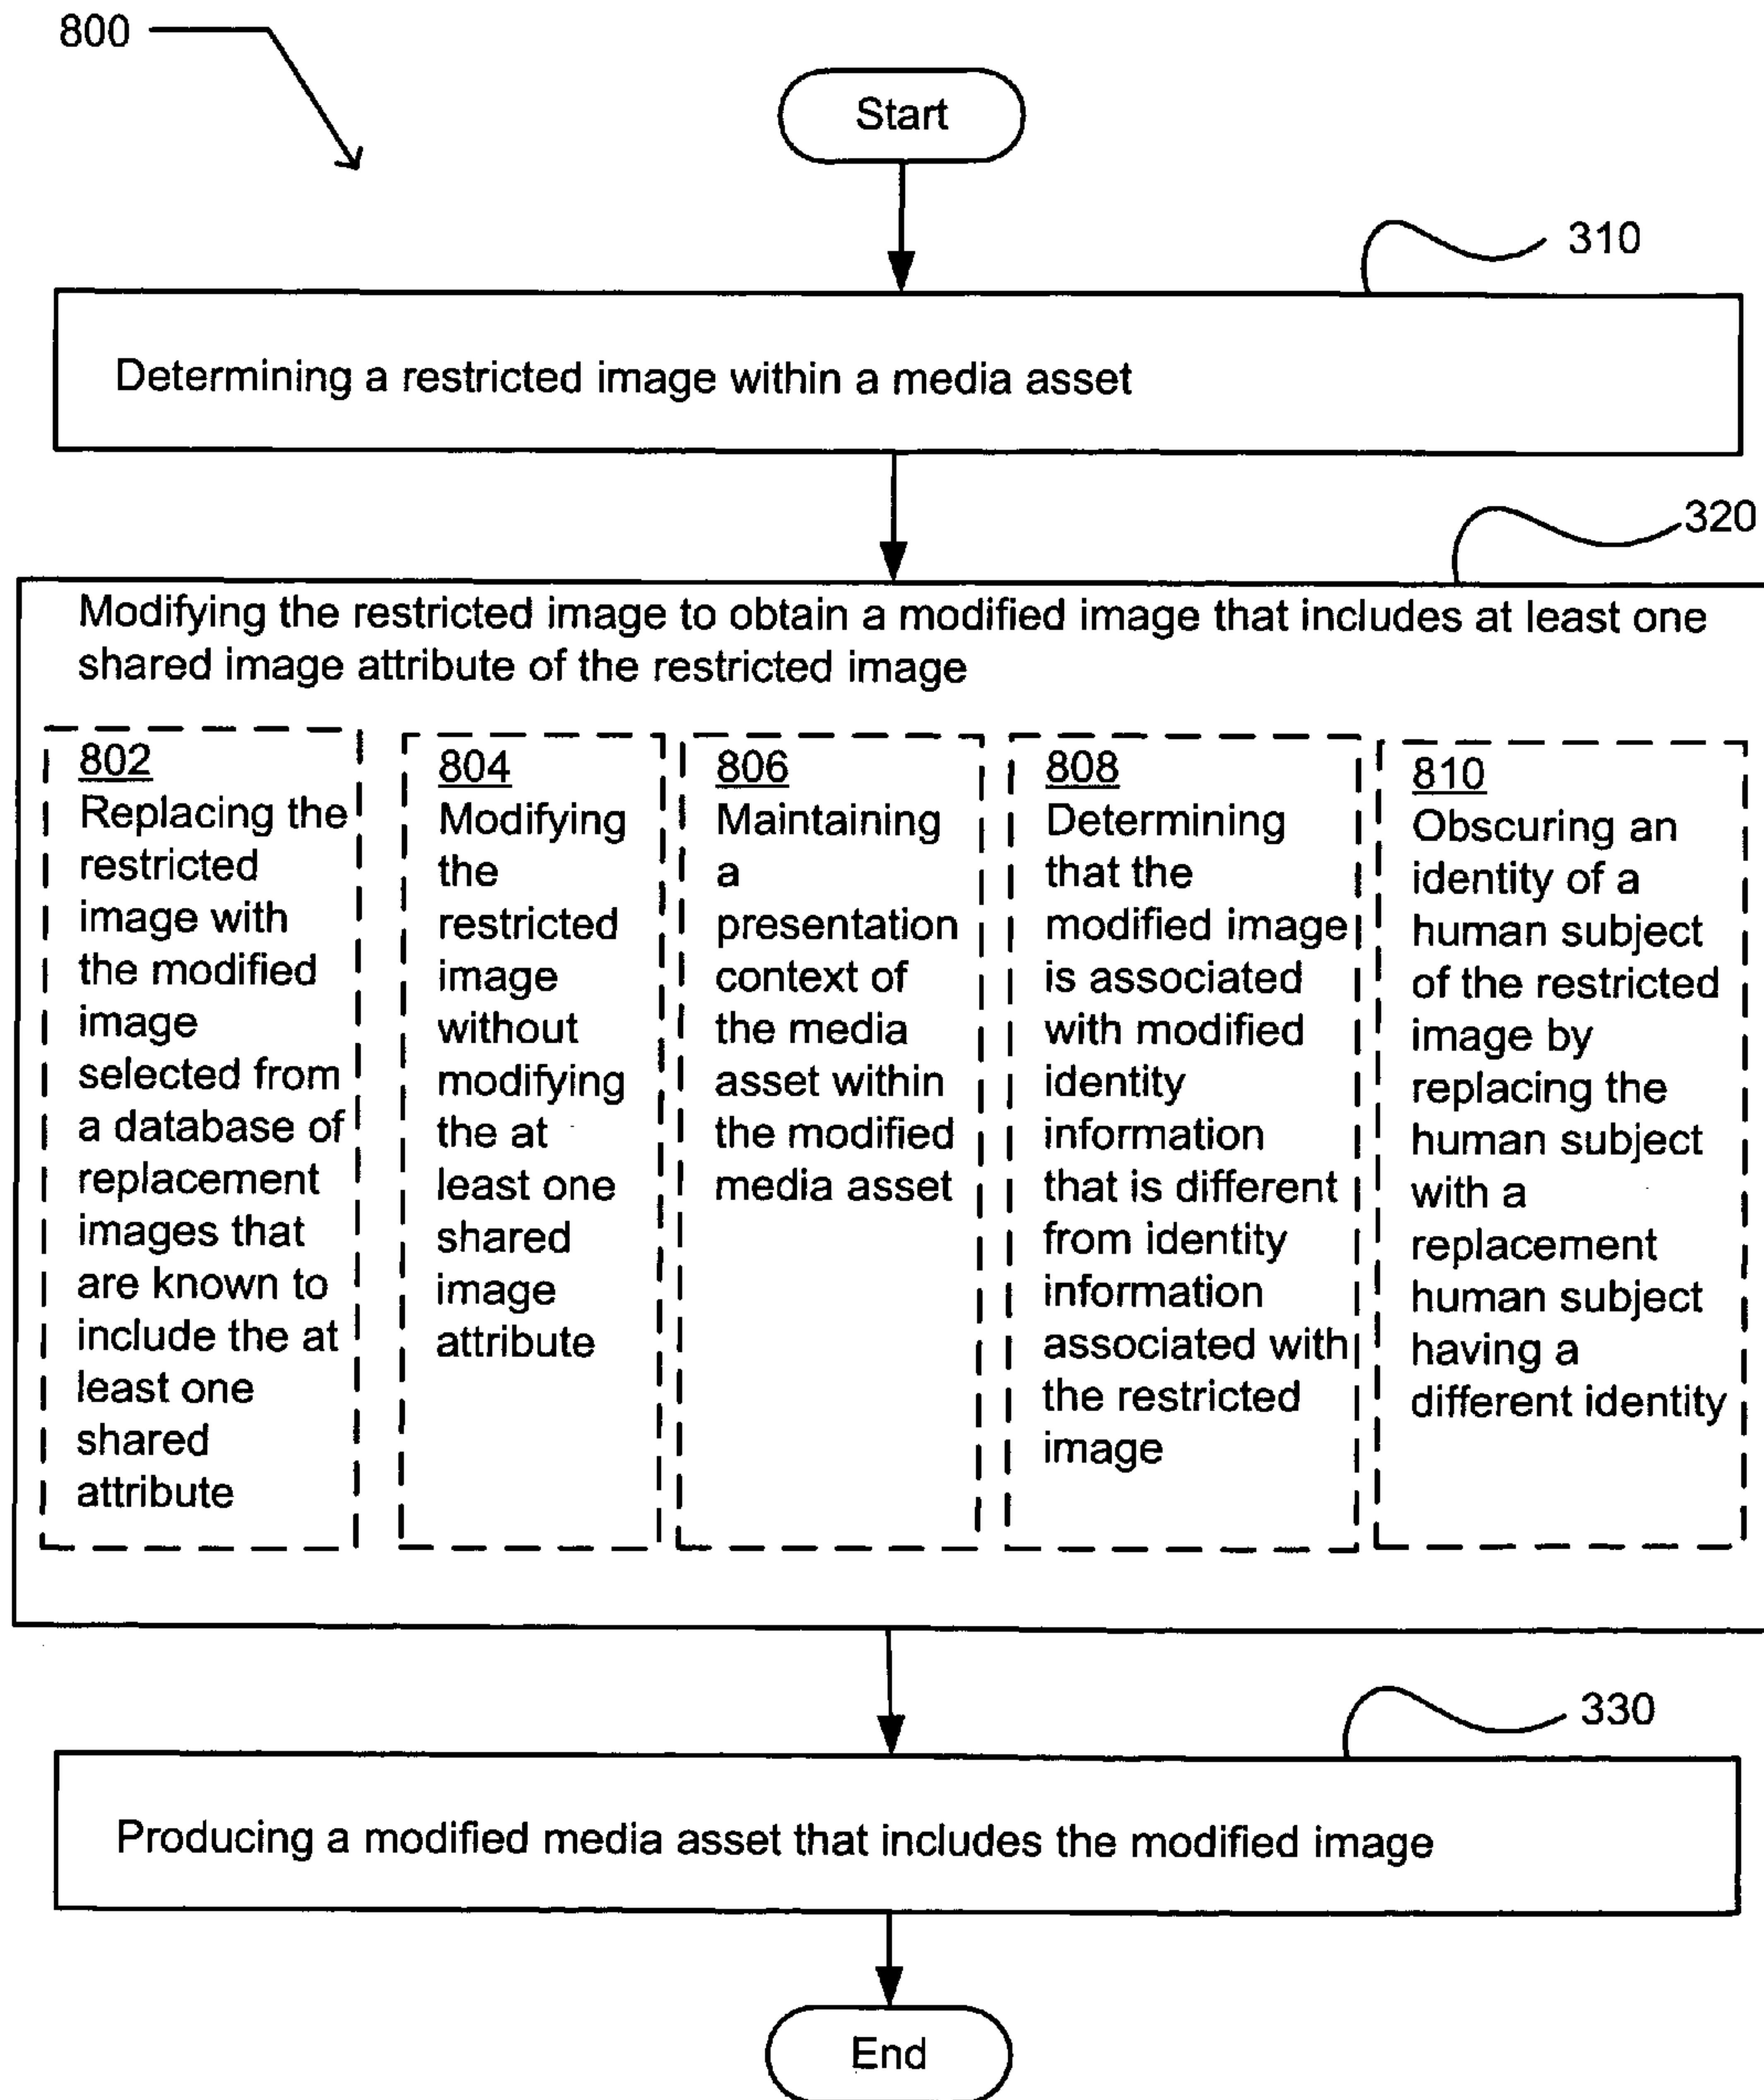 800
Start
310
Determining a restricted image within a media asset
320
Modifying the restricted image to obtain a modified image that includes at least one
shared image attribute of the restricted image
802
Replacing the
restricted
image with
the modified
image
selected from
a database of
replacement
images that
are known to
include the at
least one
shared
attribute
804
Modifying
the
restricted
image
without
modifying
the at
least one
shared
image
attribute
806
Maintaining
a
presentation
context of
the media
asset within
the modified
media asset
808
Determining
that the
modified image
is associated
with modified
identity
information
that is different
from identity
information
associated with
the restricted
image
810
Obscuring an
identity of a
human subject
of the restricted
image by
replacing the
human subject
with a
replacement
human subject
having a
different identity
330
Producing a modified media asset that includes the modified image
End